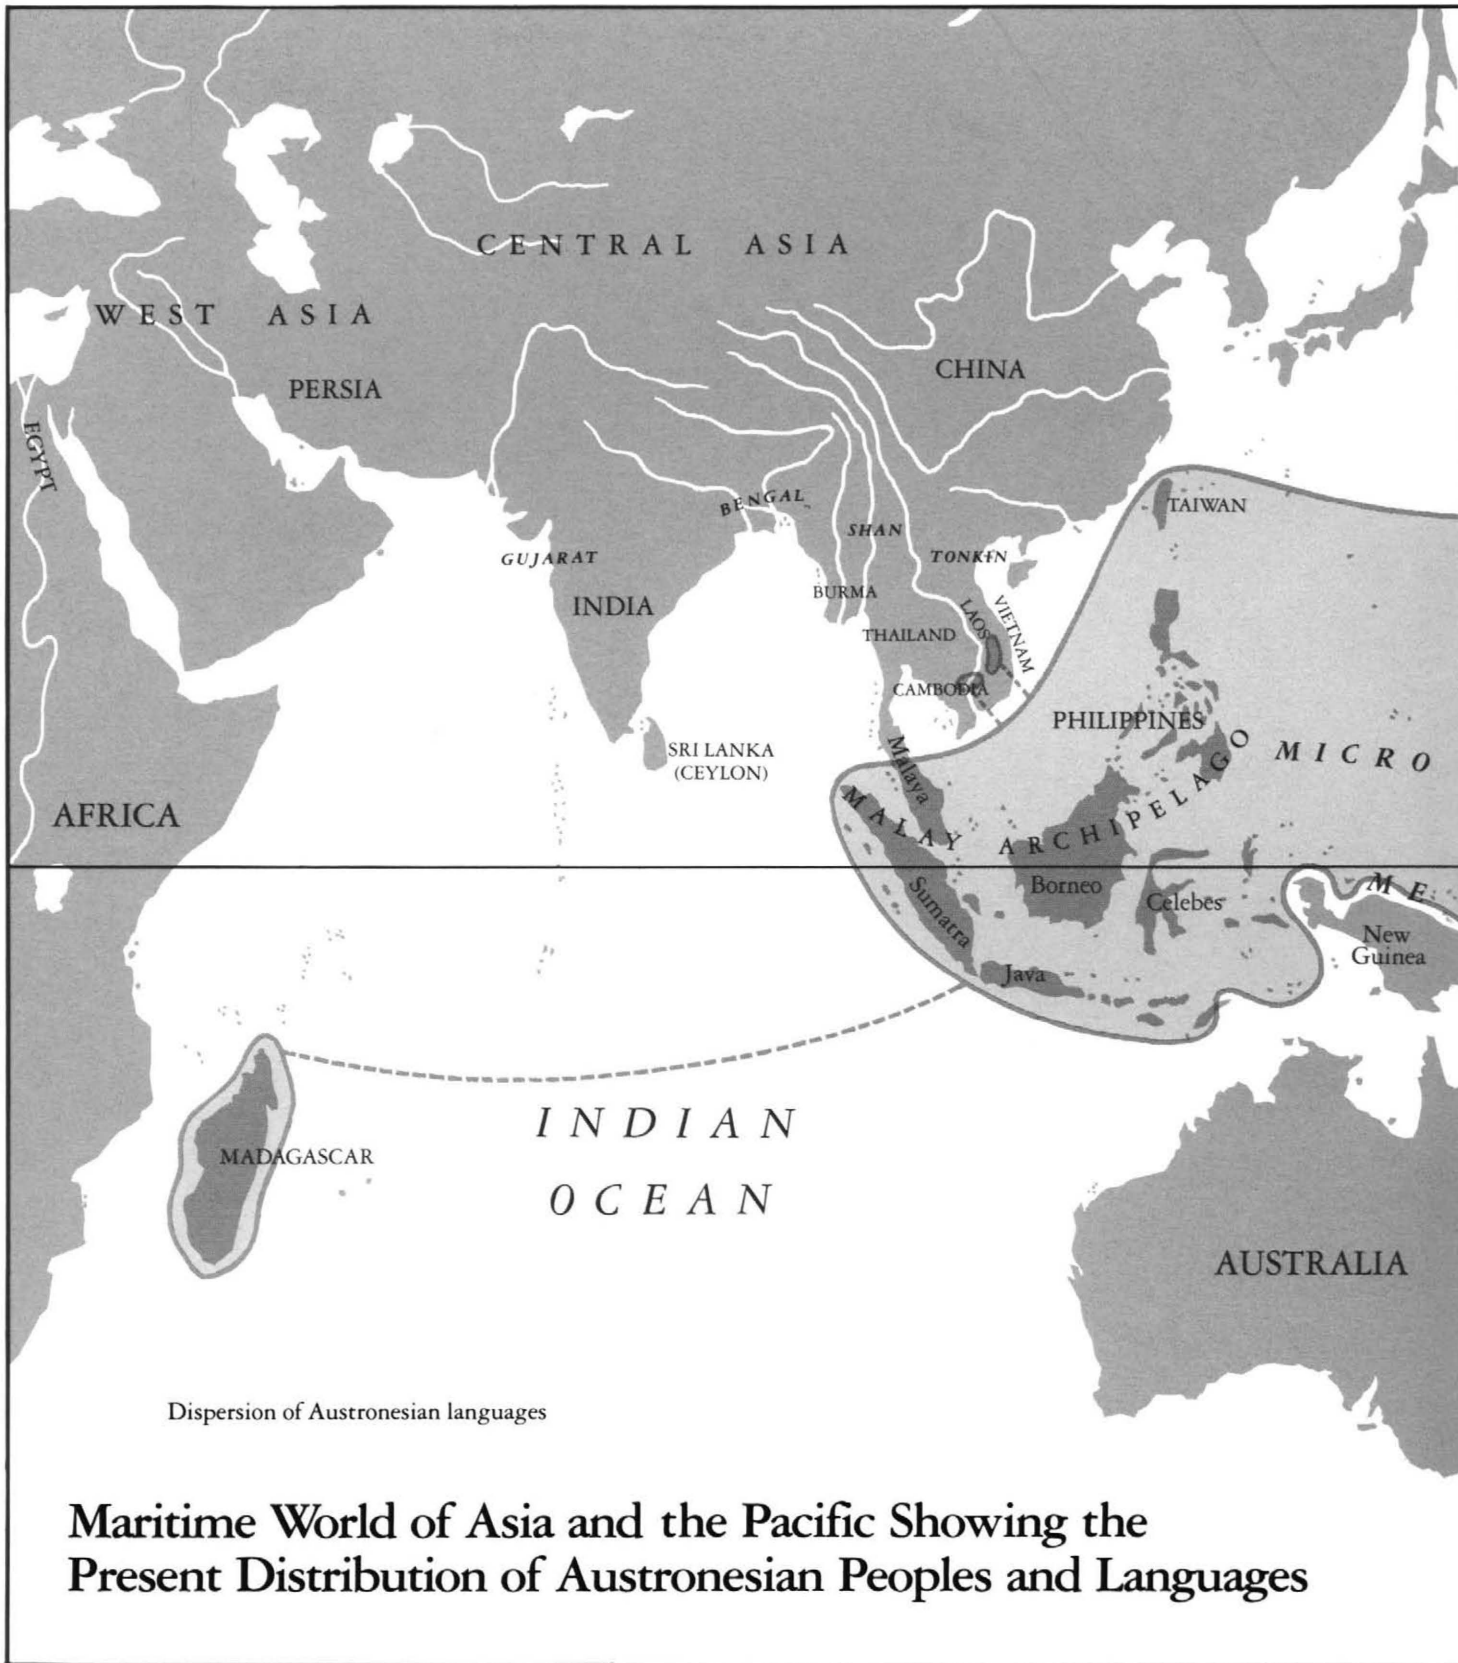 CENTRAL ASIA
WEST ASIA
CHINA
PERSIA
EGYPT
BENGAL
TAIWAN
SHAN
GUJARAT
TONKIN
BURMA
INDIA
LAOS
VIETNAM
THAILAND
CAMBODIA
PHILIPPINES
SRI LANKA
(CEYLON)
Malaya
MICRO
MALAY ARCHIPELAGO
AFRICA
Borneo
ME
Sumatra
Celebes
New
Guinea
Java
INDIAN
OCEAN
MADAGASCAR
AUSTRALIA
Dispersion of Austronesian languages
Maritime World of Asia and the Pacific Showing the
Present Distribution of Austronesian Peoples and Languages